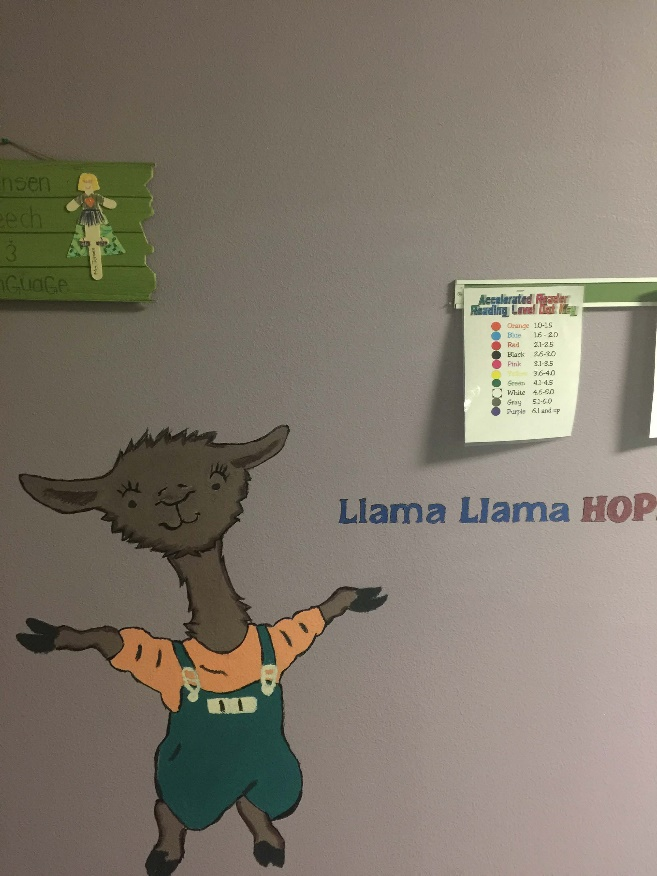 nsen
eech
&
nguage
Accelerated Reader
Reading Level Dot Key
Orange 1.0-1.5
Blue 1.6 - 2.0
Red 2.1-2.5
Black 2.6-3.0
Pink 3.1-3.5
Yellow 3.6-4.0
Green 4.1-4.5
White 4.6-5.0
Gray 5.1-6.0
Purple 6.1 and up
Llama Llama HOP